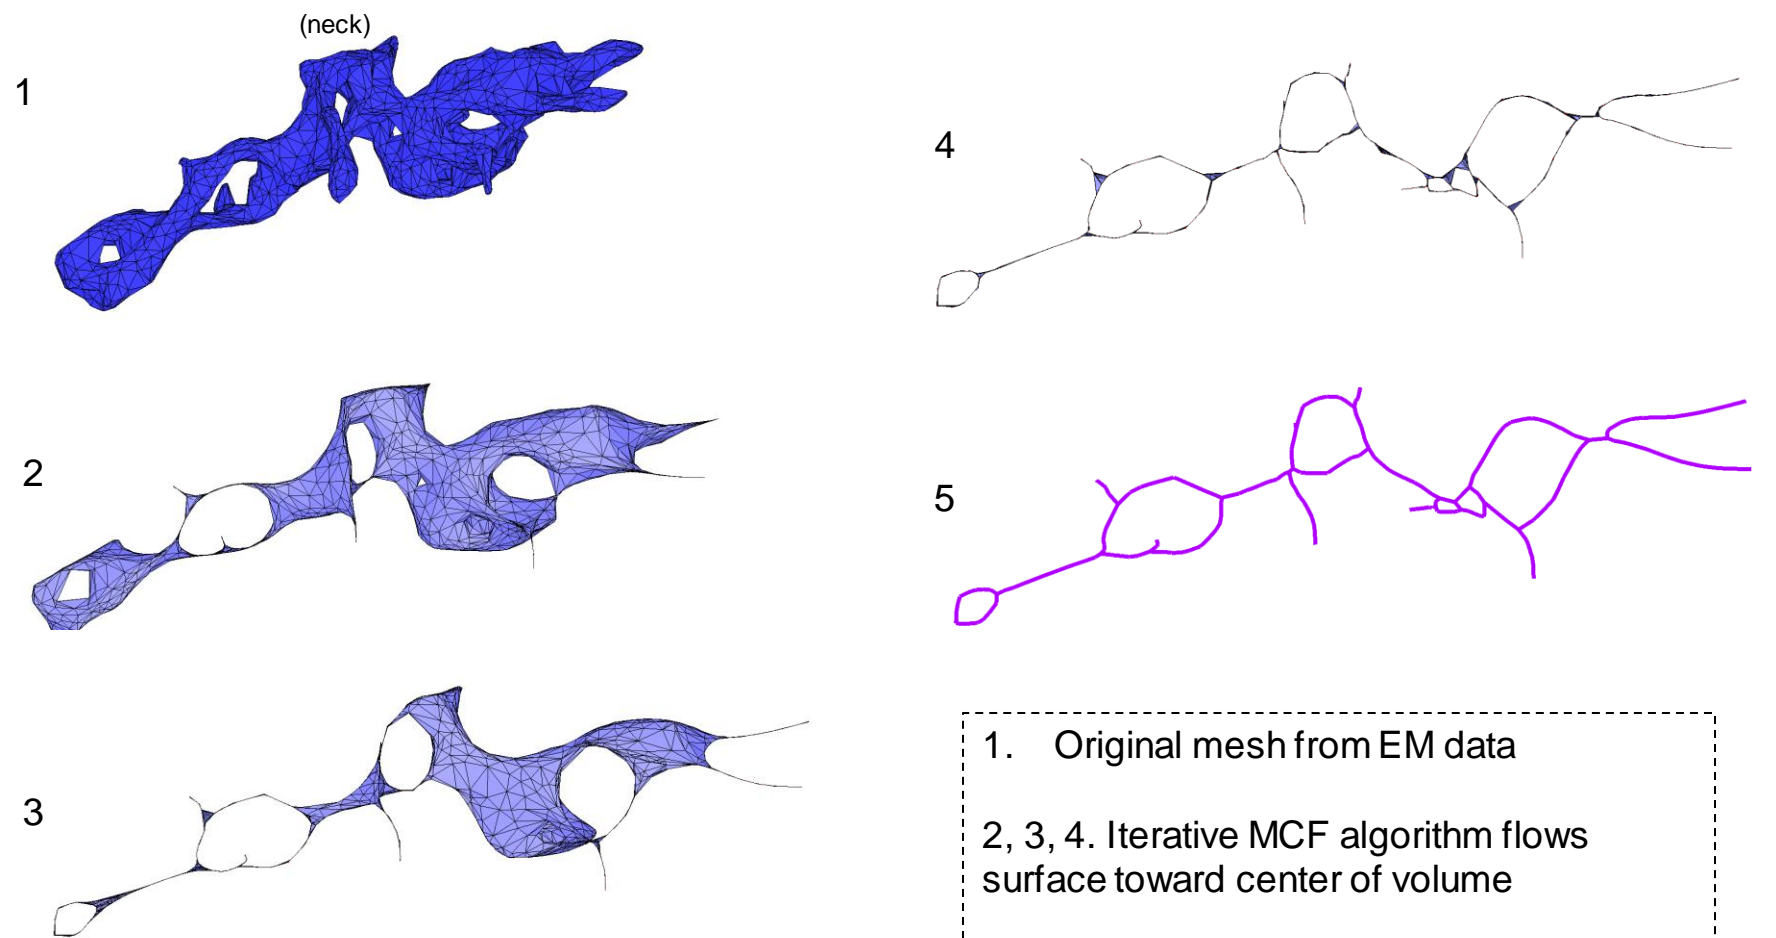 (neck)
1
4
2
5
3
1. Original mesh from EM data
2, 3, 4. Iterative MCF algorithm flows
surface toward center of volume